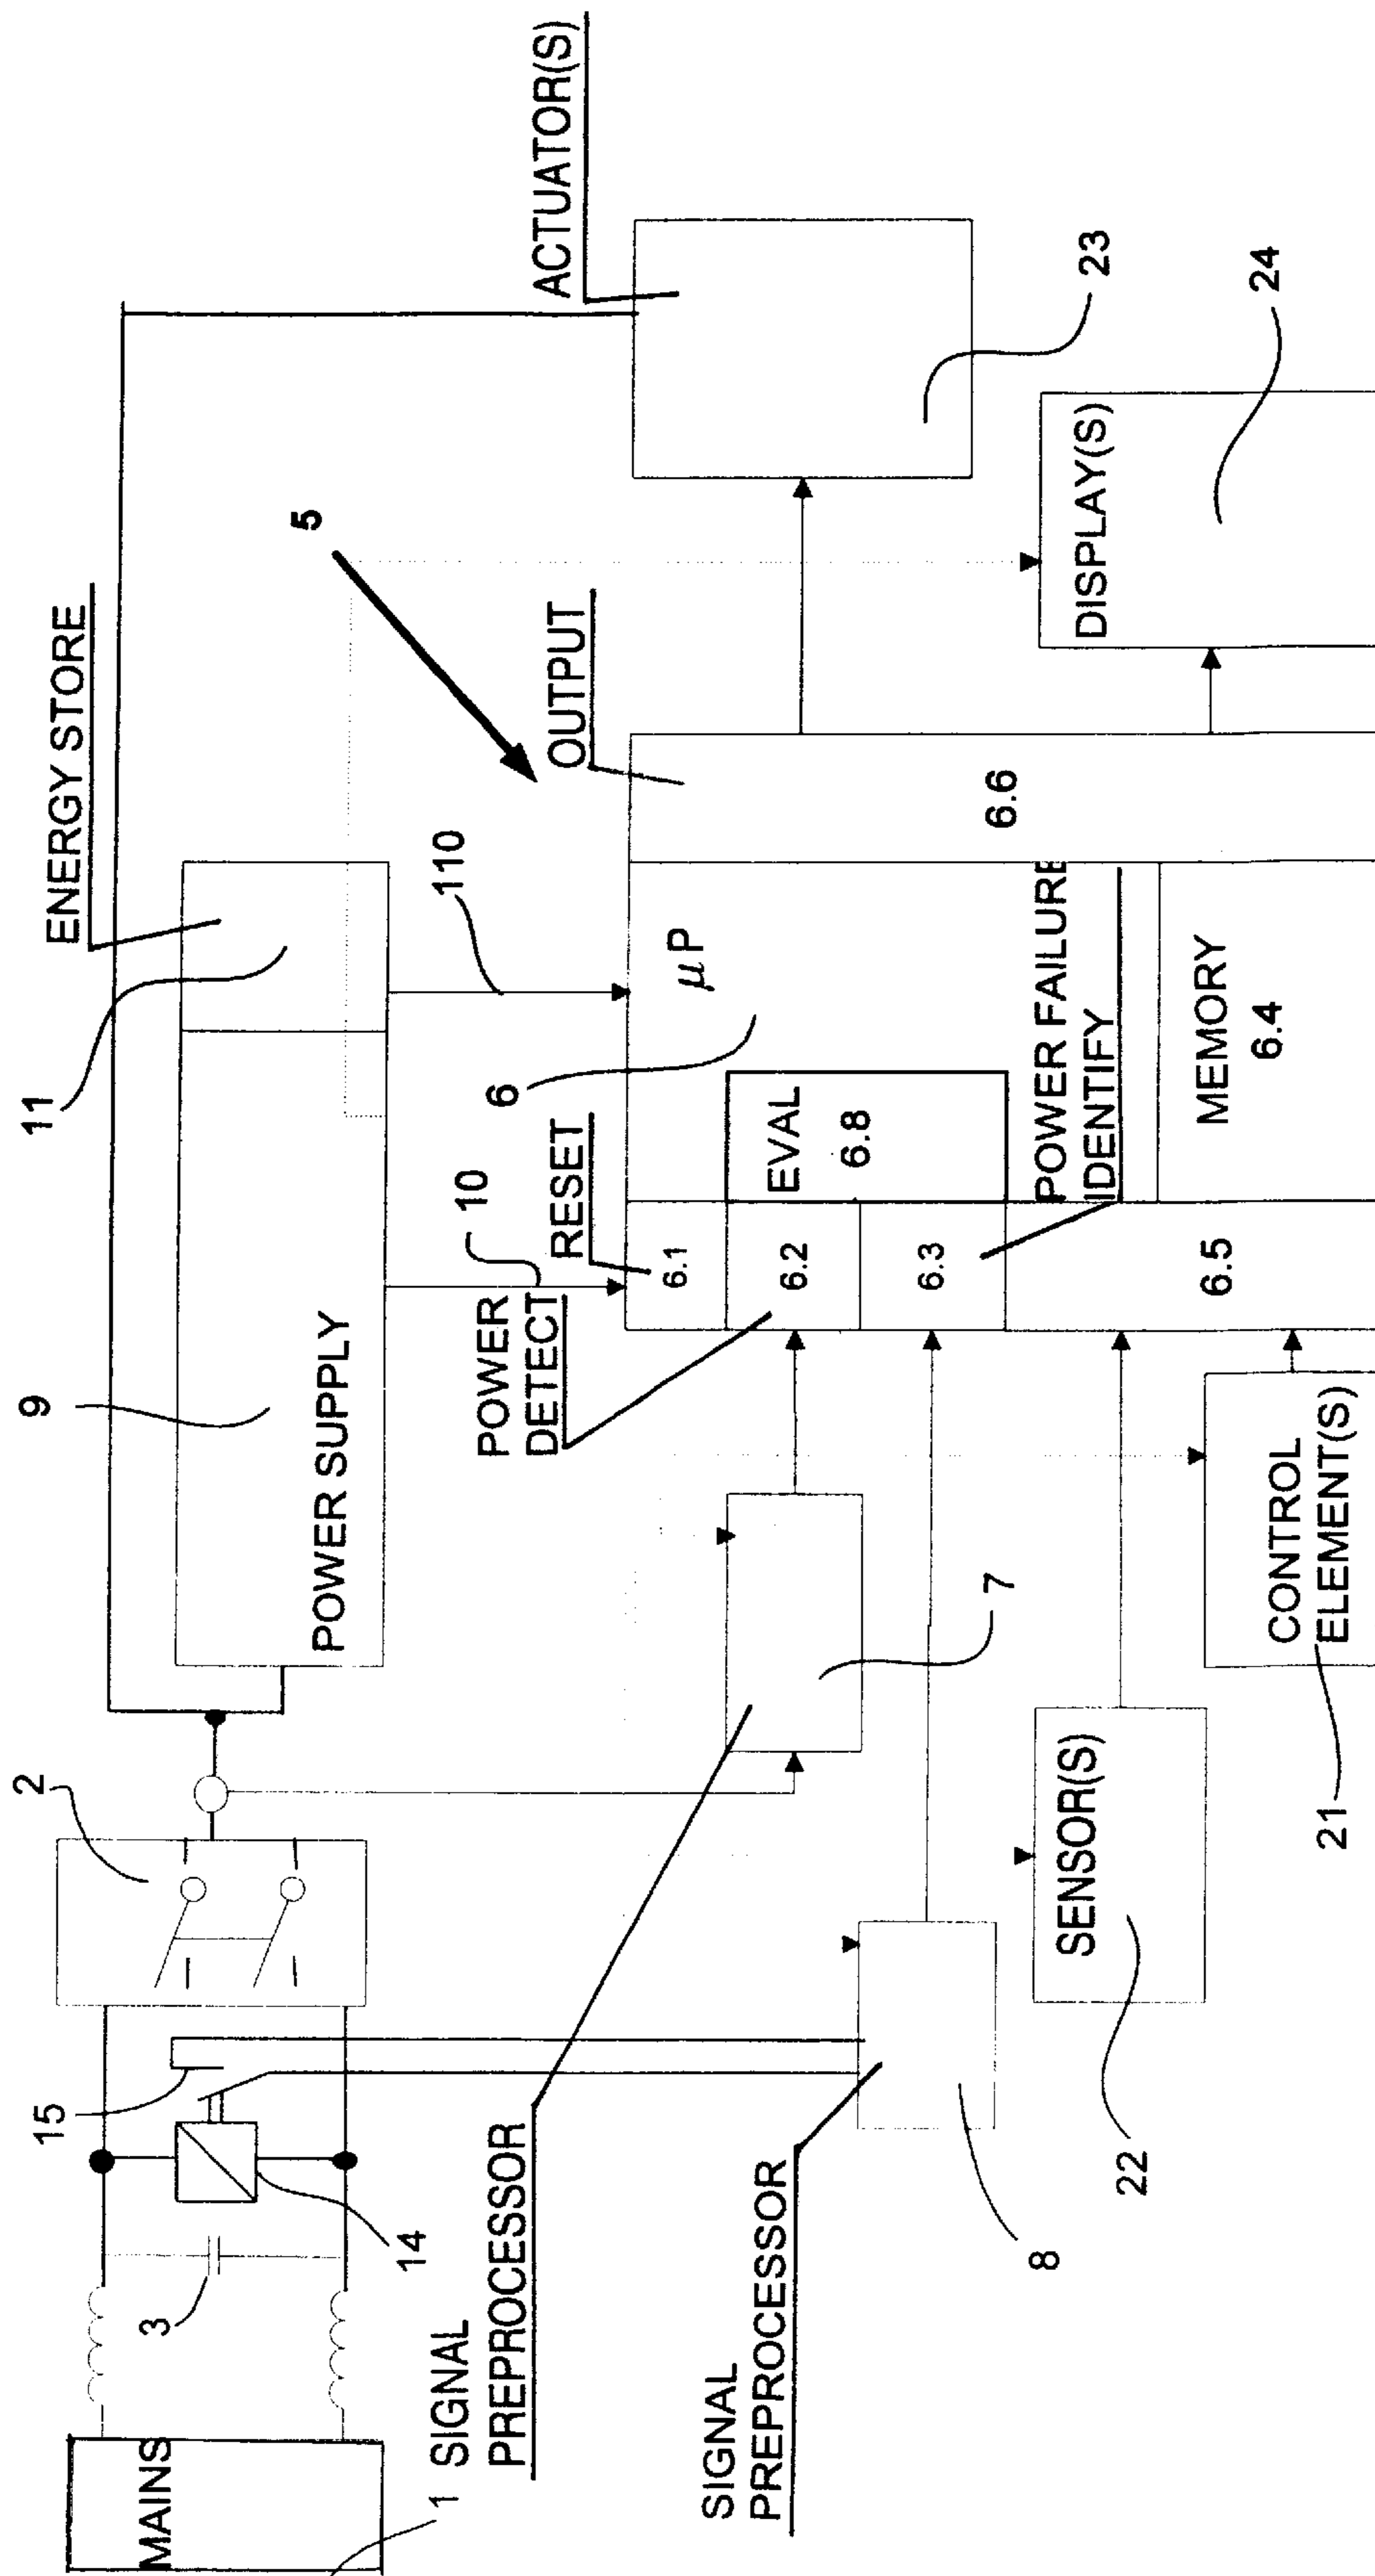 MAINS
1
3
14
15
2
9
POWER SUPPLY
11
ENERGY STORE
10
110
5
SIGNAL
PREPROCESSOR
SIGNAL
PREPROCESSOR
7
8
POWER
DETECT
RESET
6
μP
OUTPUT
ACTUATOR(S)
23
6.1
6.2
6.3
EVAL
6.8
POWER FAILURE
IDENTIFY
MEMORY
6.4
6.5
6.6
SENSOR(S)
22
CONTROL
ELEMENT(S)
21
DISPLAY(S)
24